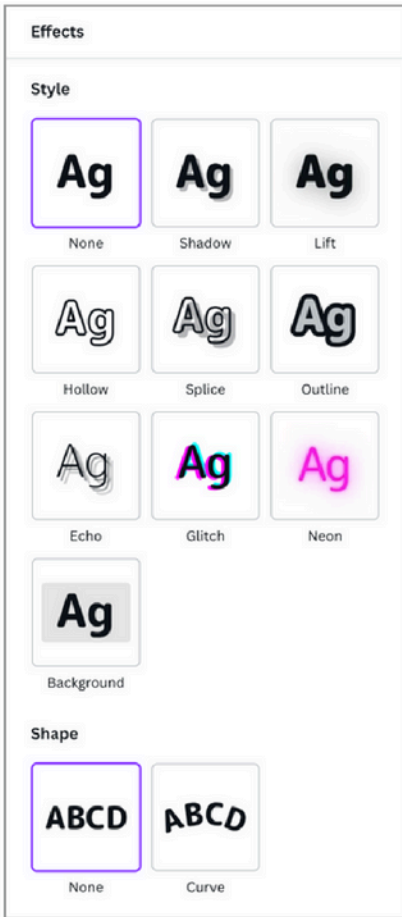 Effects
Style
Ag Ag Ag
None Shadow Lift
Ag Ag Ag
Hollow Splice Outline
Ag Ag Ag
Echo Glitch Neon
Ag
Background
Shape
ABCD ABCD
None Curve